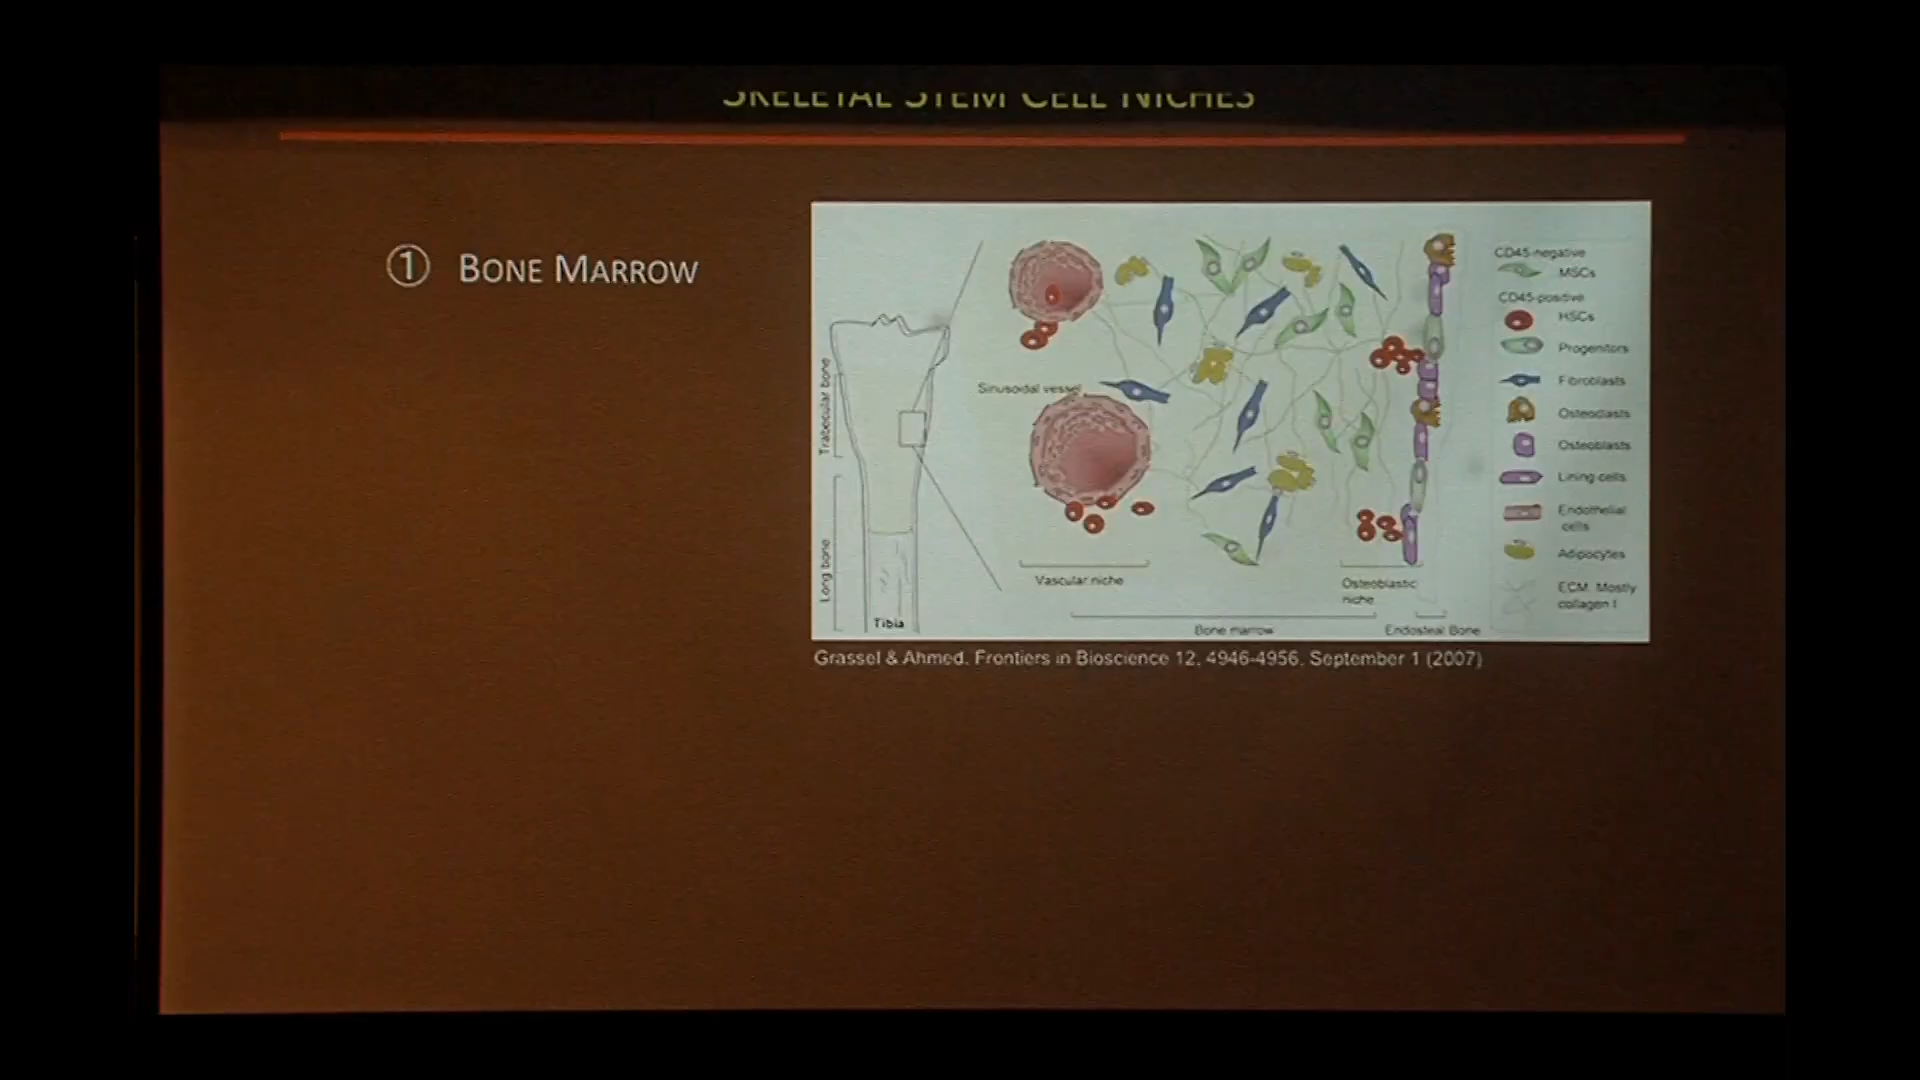 SKELETAL STEM CELL NICHES
① BONE MARROW
Trabecular bone
Long bone
Tibia
Sinusoidal vessel
Vascular niche
Osteoblastic
niche
Bone marrow
Endosteal Bone
CD45-negative
MSCs
CD45-positive
HSCs
Progenitors
Fibroblasts
Osteoclasts
Osteoblasts
Lining cells
Endothelial
cells
Adipocytes
ECM. Mostly
collagen I
Grassel & Ahmed. Frontiers in Bioscience 12, 4946-4956, September 1 (2007)